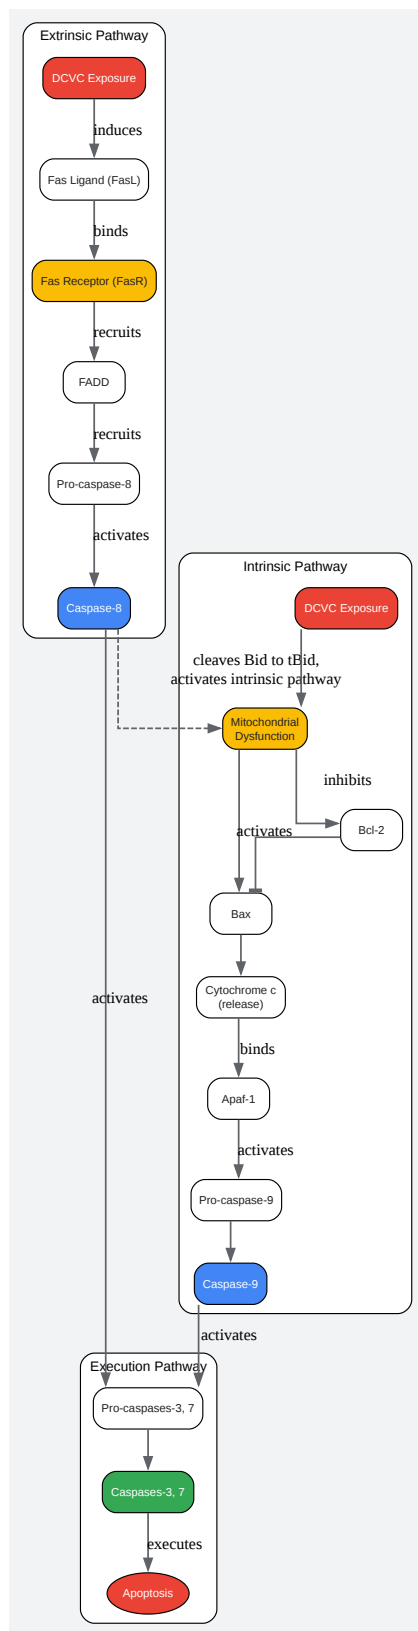 Extrinsic Pathway
DCVC Exposure
induces
Fas Ligand (FasL)
binds
Fas Receptor (FasR)
recruits
FADD
recruits
Pro-caspase-8
activates
Caspase-8
Intrinsic Pathway
DCVC Exposure
cleaves Bid to tBid,
activates intrinsic pathway
Mitochondrial
Dysfunction
inhibits
Bcl-2
activates
Bax
Cytochrome c
(release)
binds
Apaf-1
activates
Pro-caspase-9
Caspase-9
activates
activates
Execution Pathway
Pro-caspases-3, 7
Caspases-3, 7
executes
Apoptosis